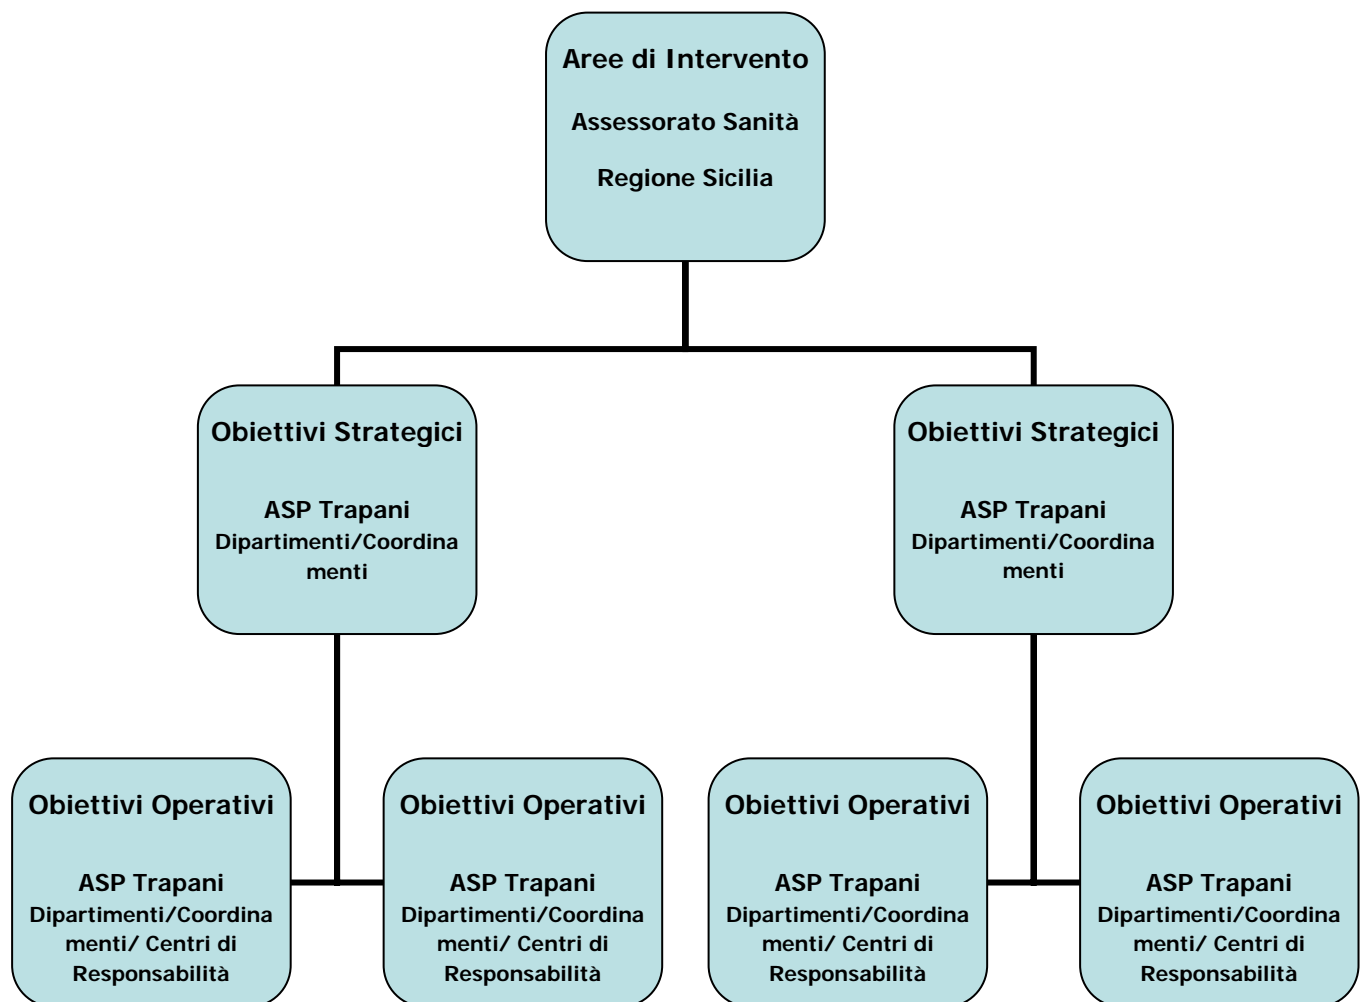 Aree di Intervento
Assessorato Sanità
Regione Sicilia
Obiettivi Strategici
ASP Trapani
Dipartimenti/Coordina
menti
Obiettivi Strategici
ASP Trapani
Dipartimenti/Coordina
menti
Obiettivi Operativi
ASP Trapani
Dipartimenti/Coordina
menti/ Centri di
Responsabilità
Obiettivi Operativi
ASP Trapani
Dipartimenti/Coordina
menti/ Centri di
Responsabilità
Obiettivi Operativi
ASP Trapani
Dipartimenti/Coordina
menti/ Centri di
Responsabilità
Obiettivi Operativi
ASP Trapani
Dipartimenti/Coordina
menti/ Centri di
Responsabilità